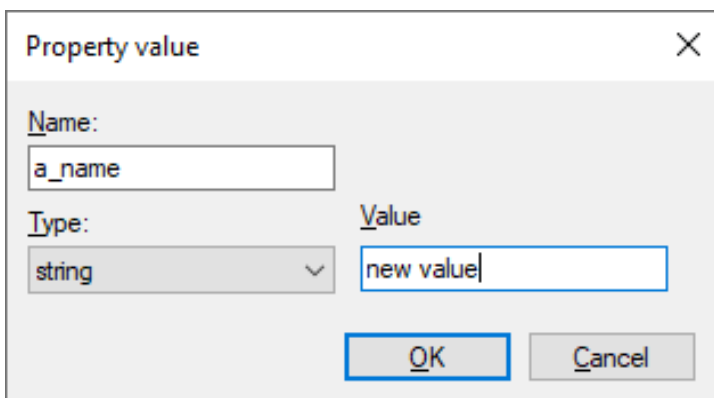 Property value
Name:
a_name
Type:
Value
string
new value
OK
Cancel